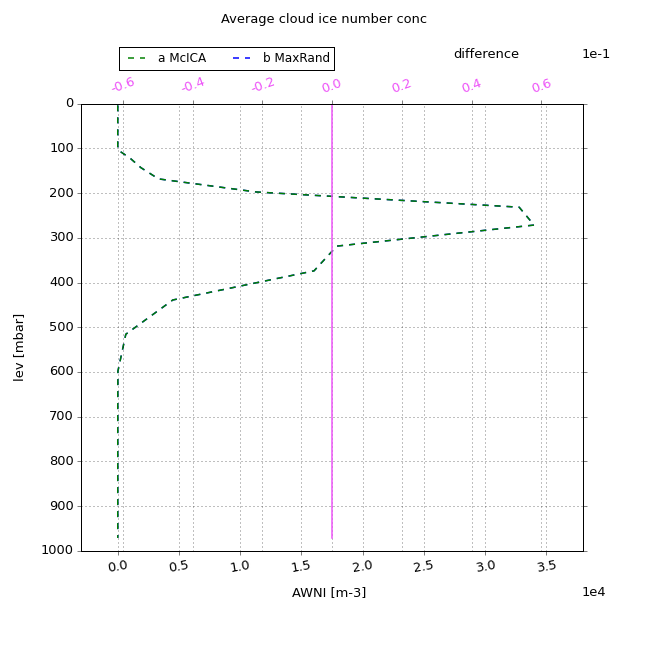 Average cloud ice number conc
a McICA b MaxRand difference 1e-1
-0.6 -0.4 -0.2 0.0 0.2 0.4 0.6
0
100
200
300
400
500
600
700
800
900
1000
lev [mbar]
0.0 0.5 1.0 1.5 2.0 2.5 3.0 3.5
AWNI [m-3] 1e4